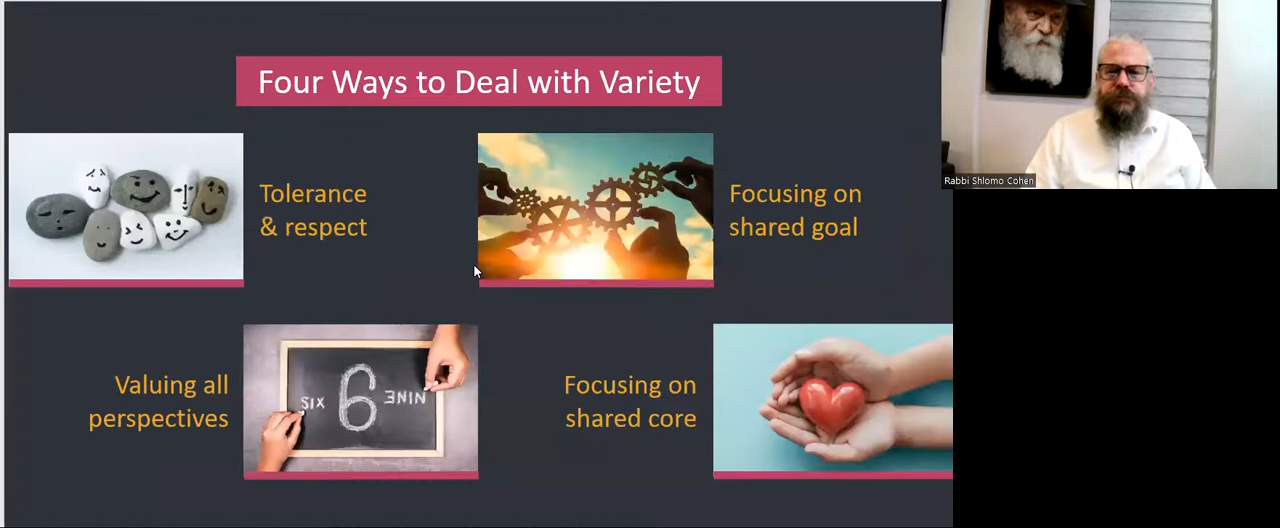 Four Ways to Deal with Variety
Tolerance
& respect
Focusing on
shared goal
Valuing all
perspectives
SIX
6
NINE
Focusing on
shared core
Rabbi Shlomo Cohen